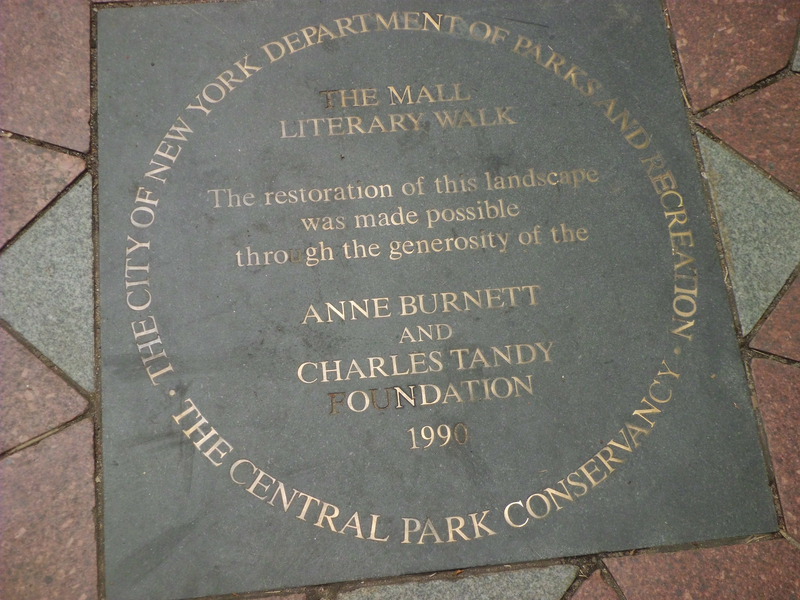 THE CITY OF NEW YORK DEPARTMENT OF PARKS AND RECREATION ·
THE MALL
LITERARY WALK
The restoration of this landscape
was made possible
through the generosity of the
ANNE BURNETT
AND
CHARLES TANDY
FOUNDATION
1990
· THE CENTRAL PARK CONSERVANCY